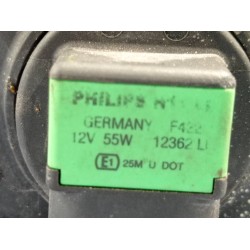 PHILIPS
GERMANY F422
12V 55W 12362 LL
E1 25M U DOT